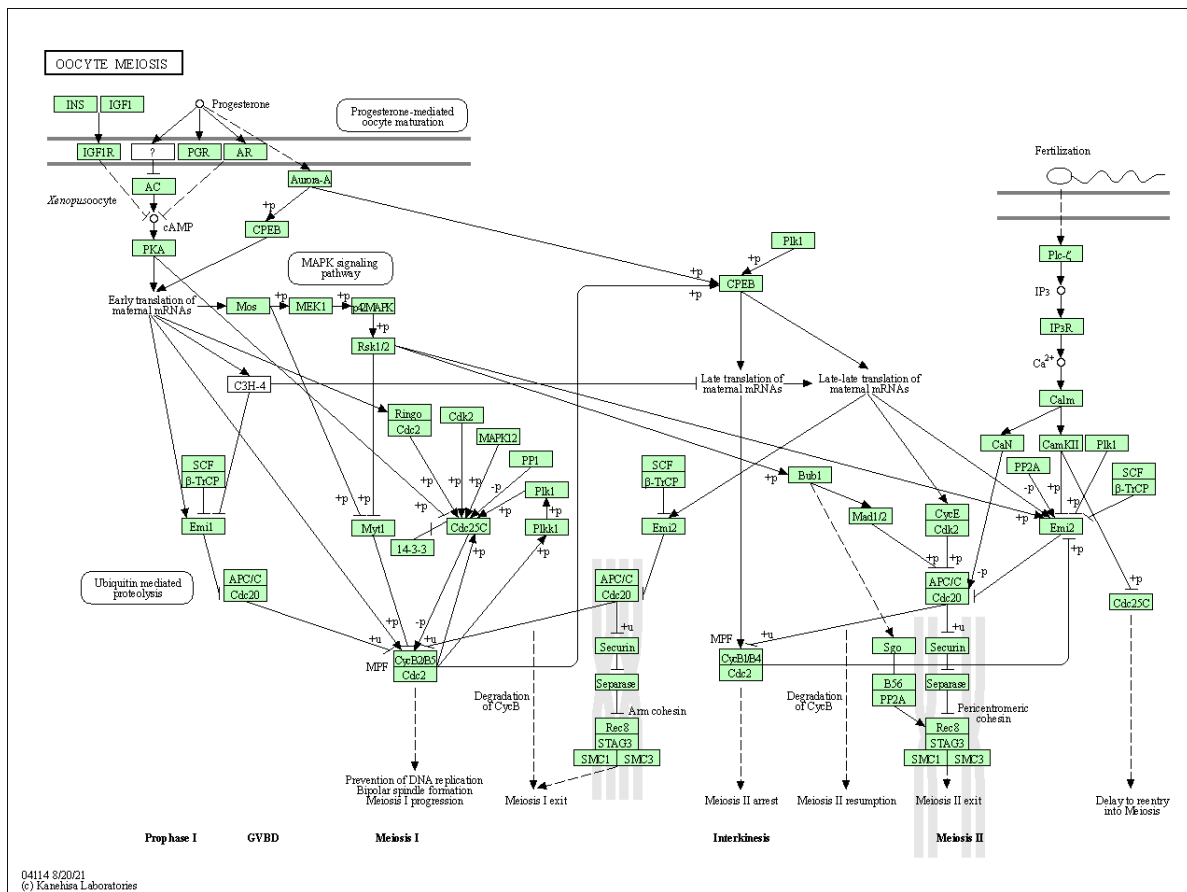 OOCYTE MEIOSIS
INS
IGF1
Progesterone
Progesterone-mediated
oocyte maturation
IGF1R
?
PGR
AR
Fertilization
AC
Aurora-A
Xenopus oocyte
cAMP
+p
CPEB
PKA
MAPK signaling
pathway
Plk1
+p
+p
CPEB
+p
Plc-ζ
IP3
IP3R
Ca2+
Early translation of
maternal mRNAs
Mos
+p
MEK1
+p
p42MAPK
+p
Rsk1/2
C3H-4
Late translation of
maternal mRNAs
Late-late translation of
maternal mRNAs
Calm
Ringo
Cdc2
Cdk2
MAPK12
PP1
Plk1
Plkk1
CaN
CamKII
Plk1
PP2A
SCF
β-TrCP
SCF
β-TrCP
SCF
β-TrCP
+p
+p
+p
+p
+p
+p
-p
+p
+p
+p
Emi1
Myt1
Cdc25C
14-3-3
Emi2
+p
Bub1
Mad1/2
CycE
Cdk2
-p
+p
+p
+p
Emi2
+p
Ubiquitin mediated
proteolysis
APC/C
Cdc20
APC/C
Cdc20
+p
+p
-p
APC/C
Cdc20
+p
Cdc25C
+u
+p
-p
+u
MPF
CycB2/B5
Cdc2
+u
Securin
Separase
Arm cohesin
Rec8
STAG3
SMC1
SMC3
MPF
+u
CycB1/B4
Cdc2
Sgo
B56
PP2A
+u
Securin
Separase
Pericentromeric
cohesin
Rec8
STAG3
SMC1
SMC3
Degradation
of CycB
Degradation
of CycB
Prevention of DNA replication
Bipolar spindle formation
Meiosis I progression
Meiosis I exit
Meiosis II arrest
Meiosis II resumption
Meiosis II exit
Delay to reentry
into Meiosis
Prophase I
GVBD
Meiosis I
Interkinesis
Meiosis II
04114 8/20/21
(c) Kanehisa Laboratories